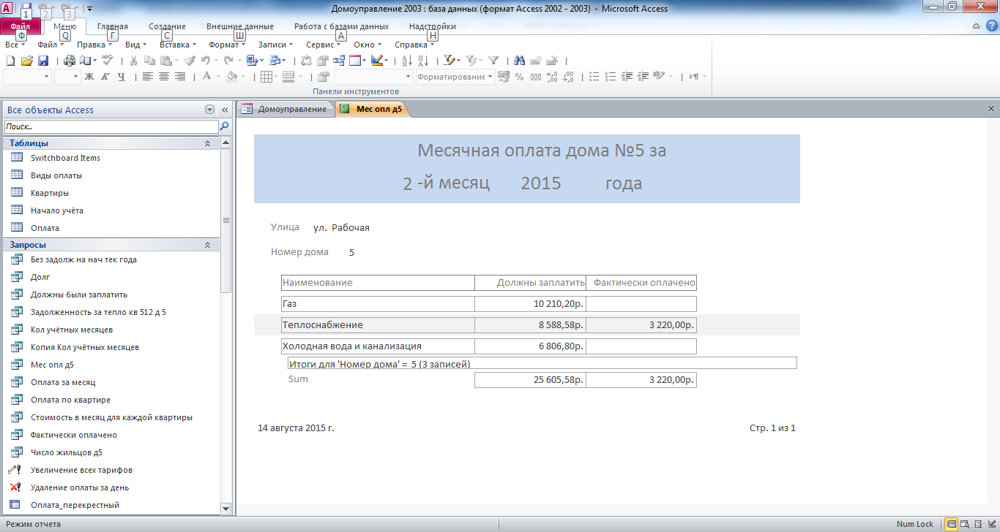 Домоуправление 2003 : база данных (формат Access 2002 - 2003) - Microsoft Access
1 2 3
Файл Меню Главная Создание Внешние данные Работа с базами данных Надстройки
Ф Q Г С Ш А Н
Все Файл Правка Вид Вставка Формат Записи Сервис Окно Справка
Ж К Ч А Форматирование % 000
Панели инструментов
Все объекты Access
Поиск...
Таблицы
Switchboard Items
Виды оплаты
Квартиры
Начало учёта
Оплата
Запросы
Без задолж на нач тек года
Долг
Должны были заплатить
Задолженность за тепло кв 512 д 5
Кол учётных месяцев
Копия Кол учётных месяцев
Мес опл д5
Оплата за месяц
Оплата по квартире
Стоимость в месяц для каждой квартиры
Фактически оплачено
Число жильцов д5
Увеличение всех тарифов
Удаление оплаты за день
Оплата_перекрестный
Домоуправление Мес опл д5
Месячная оплата дома №5 за
2 -й месяц 2015 года
Улица ул. Рабочая
Номер дома 5
Наименование Должны заплатить Фактически оплачено
Газ 10 210,20р.
Теплоснабжение 8 588,58р. 3 220,00р.
Холодная вода и канализация 6 806,80р.
Итоги для 'Номер дома' = 5 (3 записей)
Sum 25 605,58р. 3 220,00р.
14 августа 2015 г. Стр. 1 из 1
Режим отчета Num Lock